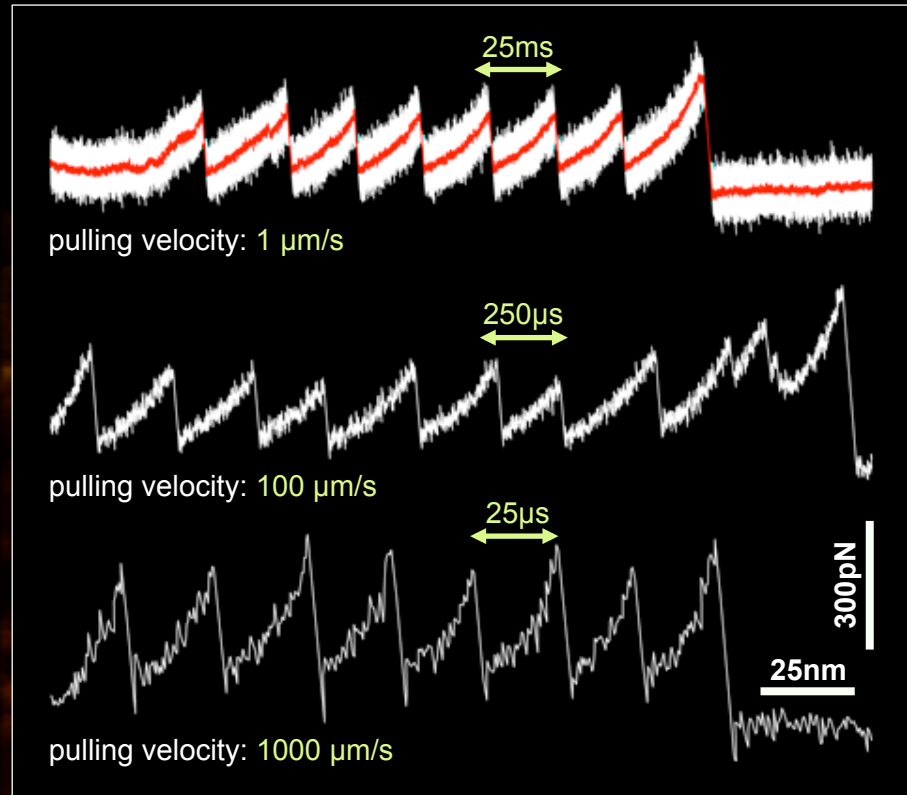 25ms
pulling velocity: 1 µm/s
250µs
pulling velocity: 100 µm/s
25µs
300pN
25nm
pulling velocity: 1000 µm/s